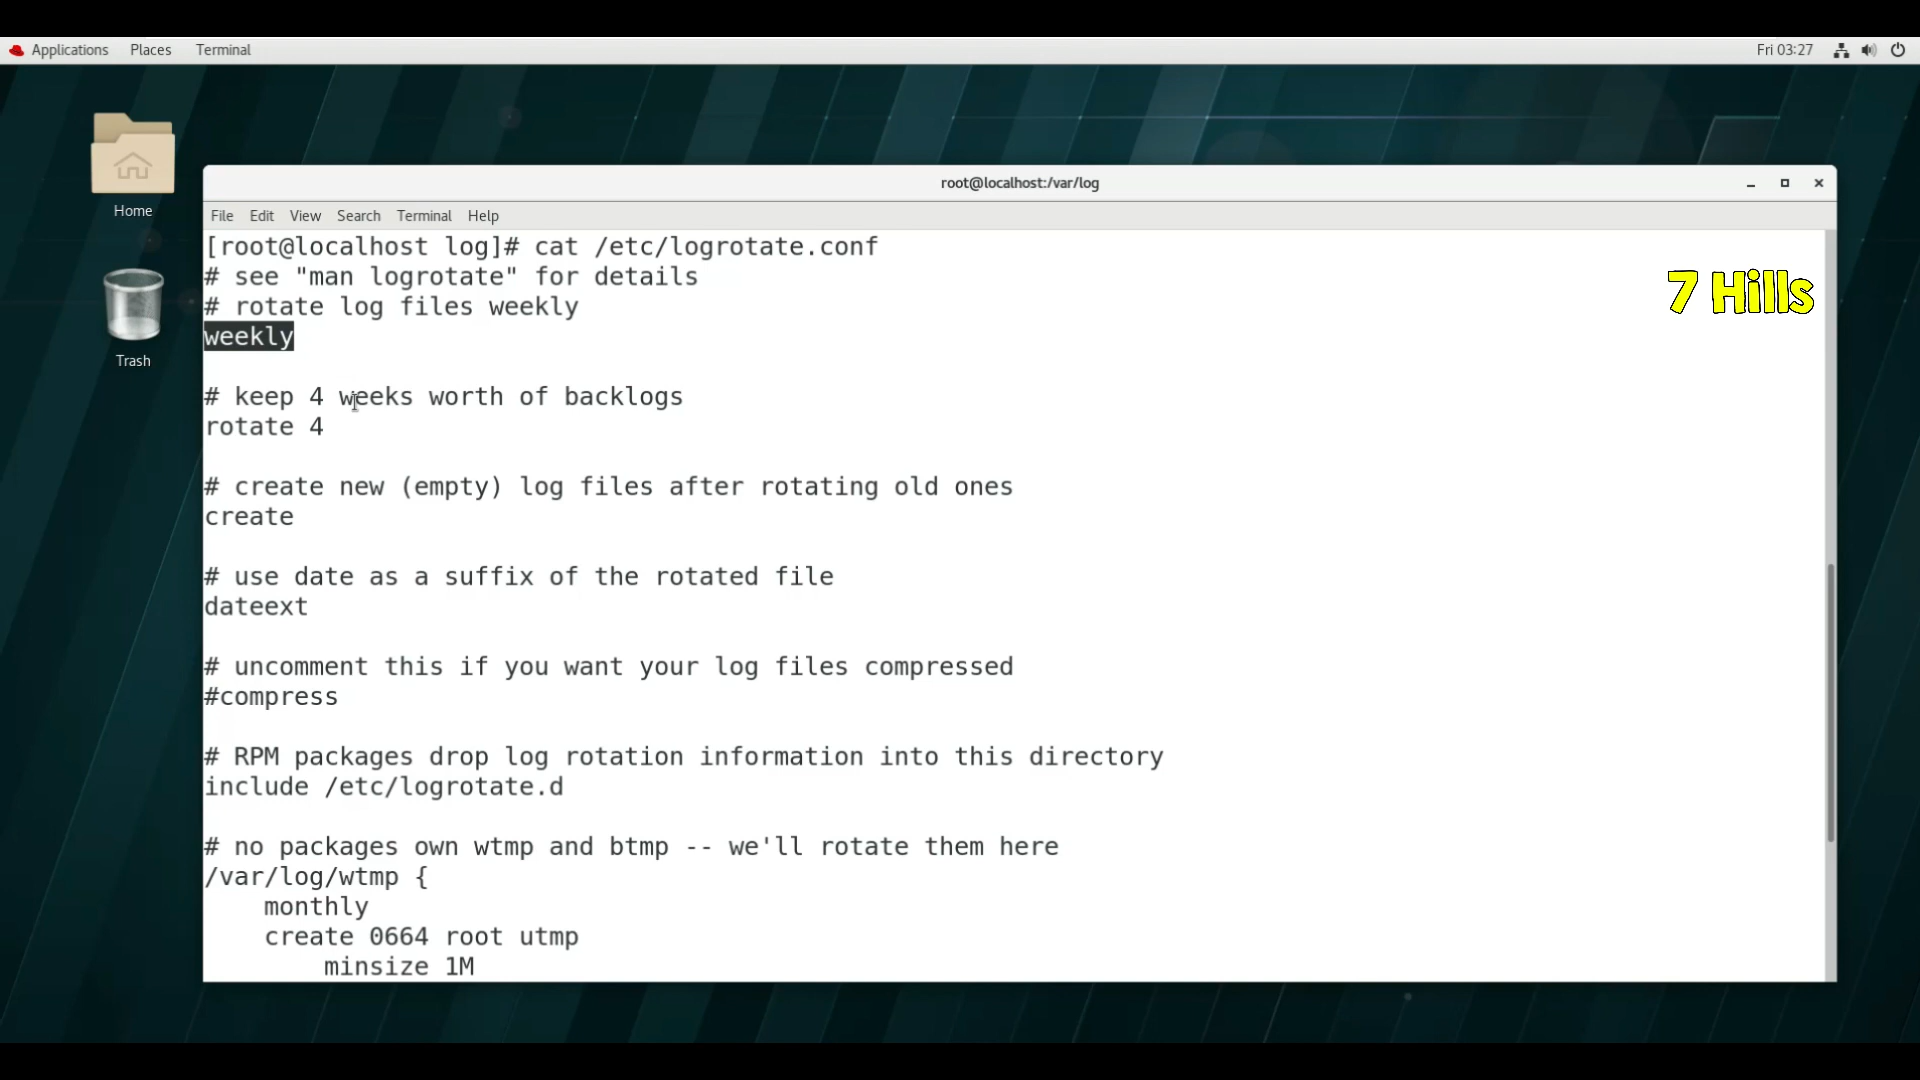 Applications Places Terminal Fri 03:27
Home
Trash
root@localhost:/var/log
File Edit View Search Terminal Help
[root@localhost log]# cat /etc/logrotate.conf
# see "man logrotate" for details
# rotate log files weekly
weekly
# keep 4 weeks worth of backlogs
rotate 4
# create new (empty) log files after rotating old ones
create
# use date as a suffix of the rotated file
dateext
# uncomment this if you want your log files compressed
#compress
# RPM packages drop log rotation information into this directory
include /etc/logrotate.d
# no packages own wtmp and btmp -- we'll rotate them here
/var/log/wtmp {
    monthly
    create 0664 root utmp
        minsize 1M
7 Hills